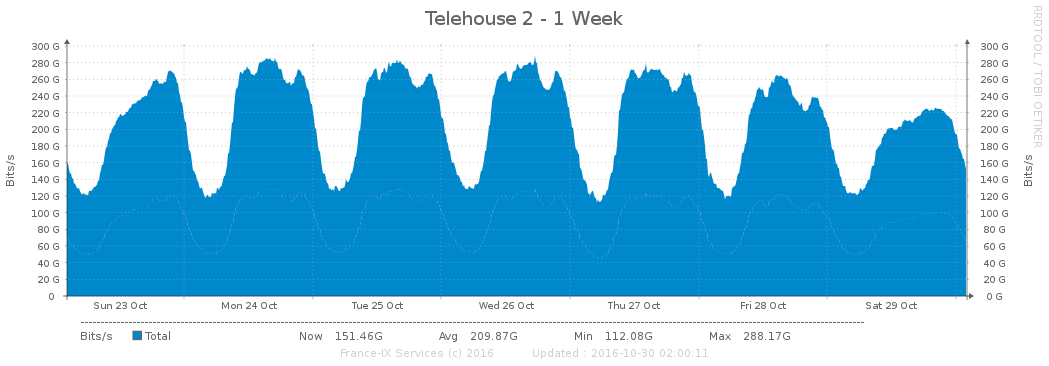 Telehouse 2 - 1 Week
RRDTOOL / TOBI OETIKER
300 G 300 G
280 G 280 G
260 G 260 G
240 G 240 G
220 G 220 G
200 G 200 G
180 G 180 G
160 G 160 G
140 G 140 G
120 G 120 G
100 G 100 G
80 G 80 G
60 G 60 G
40 G 40 G
20 G 20 G
0 0 G
Bits/s
Bits/s
Sun 23 Oct Mon 24 Oct Tue 25 Oct Wed 26 Oct Thu 27 Oct Fri 28 Oct Sat 29 Oct
Bits/s Total Now 151.46G Avg 209.87G Min 112.08G Max 288.17G
France-IX Services (c) 2016 Updated : 2016-10-30 02:00:11